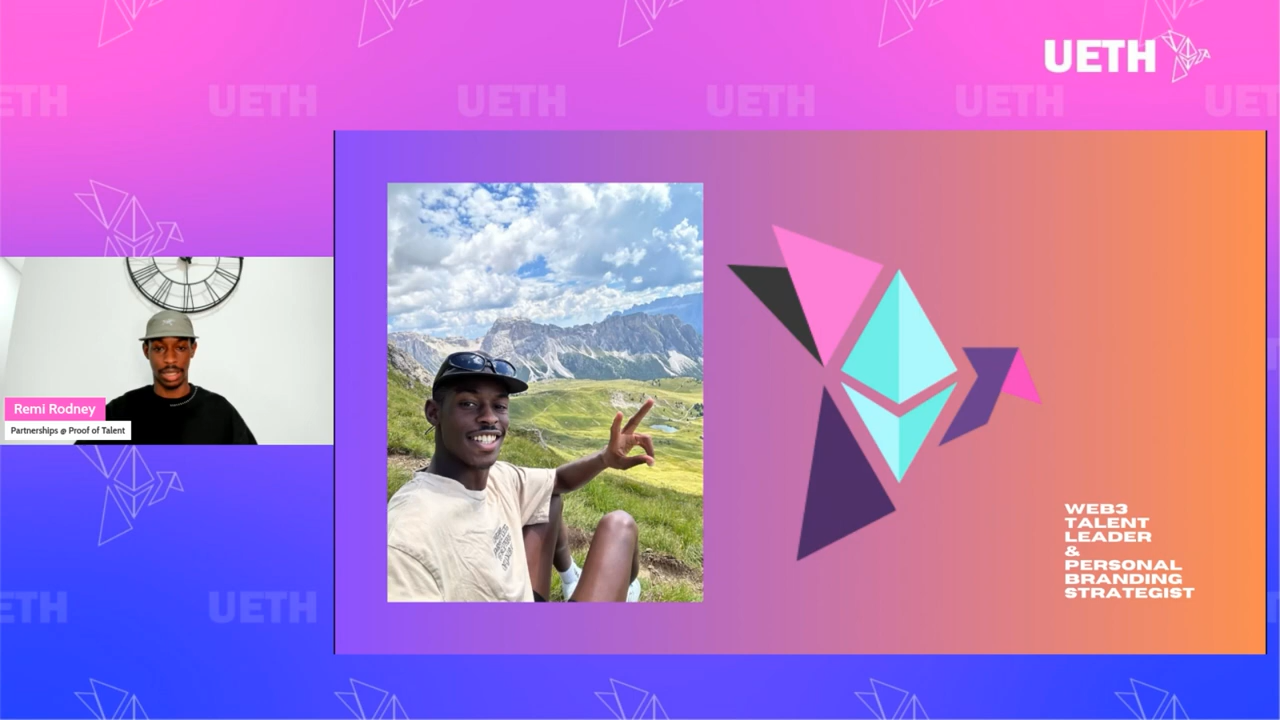 UETH
UETH UETH UETH UETH UETH UET
Remi Rodney
Partnerships @ Proof of Talent
WEB3
TALENT
LEADER
&
PERSONAL
BRANDING
STRATEGIST
UETH UETH